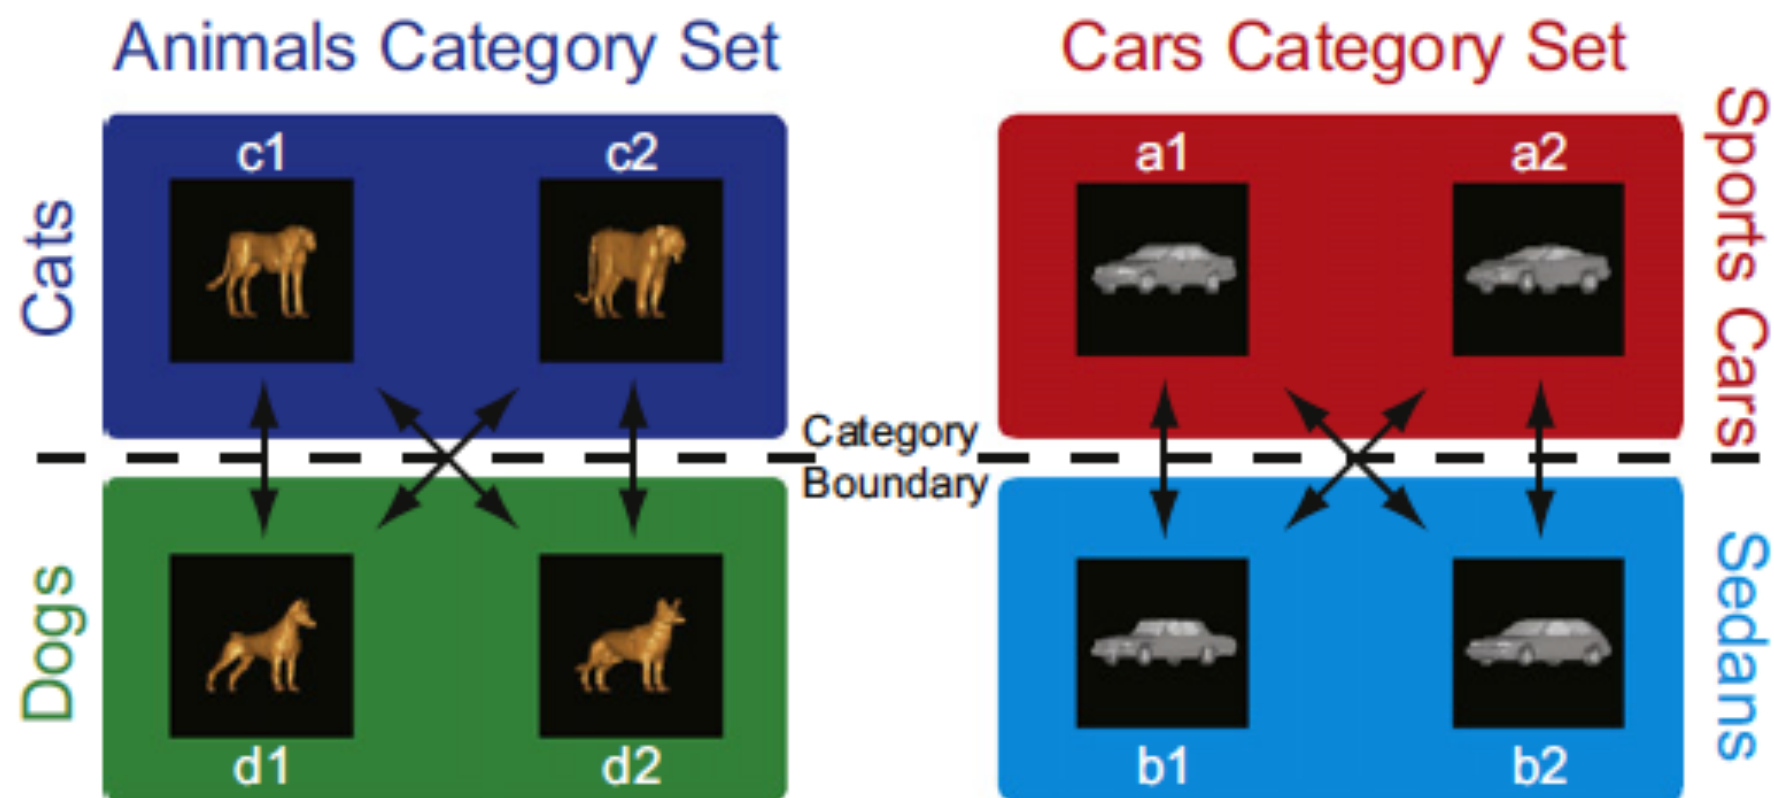 Animals Category Set
Cars Category Set
Cats
c1
c2
a1
a2
Sports Cars
Category
Boundary
Dogs
d1
d2
b1
b2
Sedans